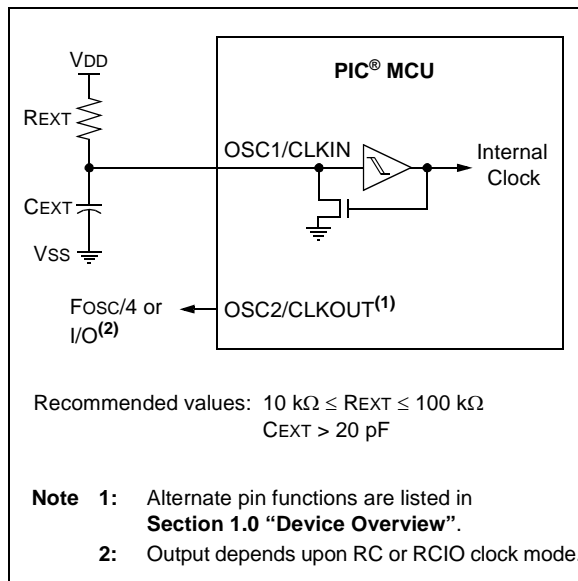 VDD
PIC® MCU
REXT
OSC1/CLKIN
Internal
Clock
CEXT
VSS
FOSC/4 or
I/O(2)
OSC2/CLKOUT(1)
Recommended values: 10 kΩ ≤ REXT ≤ 100 kΩ
CEXT > 20 pF
Note 1: Alternate pin functions are listed in
Section 1.0 “Device Overview”.
2: Output depends upon RC or RCIO clock mode.